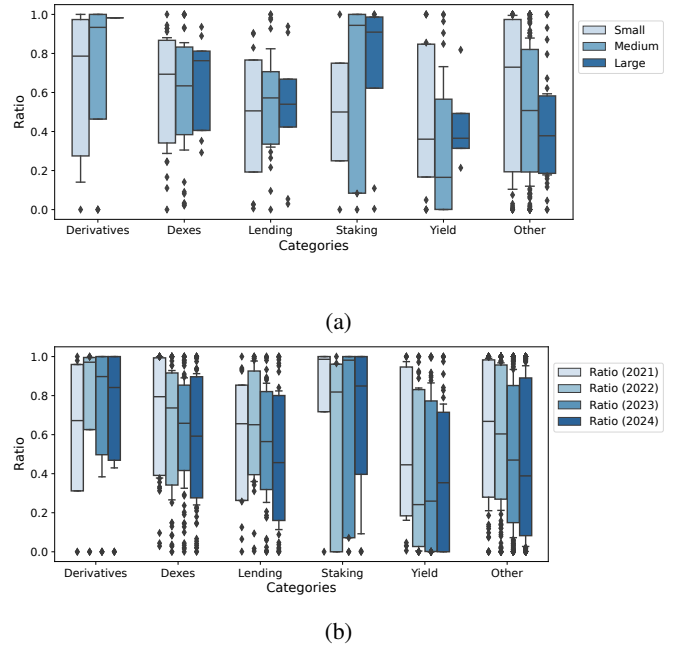 1.0
0.8
0.6
0.4
0.2
0.0
Ratio
Derivatives Dexes Lending Staking Yield Other
Categories
Small
Medium
Large
(a)
1.0
0.8
0.6
0.4
0.2
0.0
Ratio
Derivatives Dexes Lending Staking Yield Other
Categories
Ratio (2021)
Ratio (2022)
Ratio (2023)
Ratio (2024)
(b)